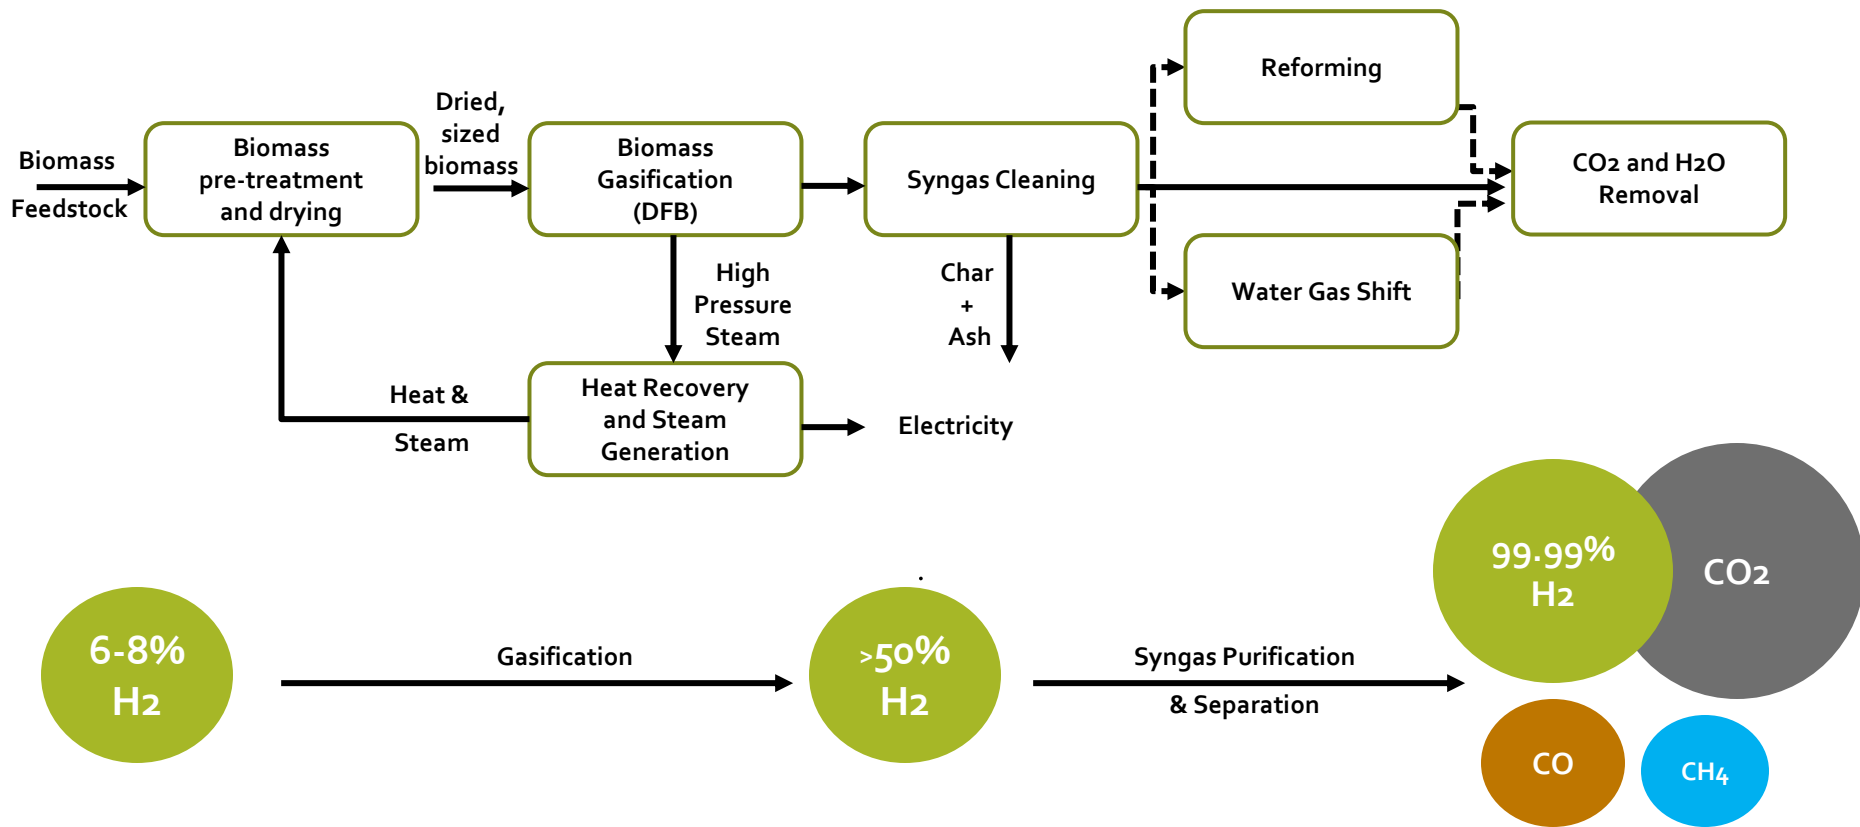 Biomass
Feedstock
Biomass
pre-treatment
and drying
Dried,
sized
biomass
Biomass
Gasification
(DFB)
Syngas Cleaning
Reforming
Water Gas Shift
CO2 and H2O
Removal
High
Pressure
Steam
Char
+
Ash
Heat &
Steam
Heat Recovery
and Steam
Generation
Electricity
6-8%
H2
Gasification
.
>50%
H2
Syngas Purification
& Separation
99.99%
H2
CO2
CO
CH4